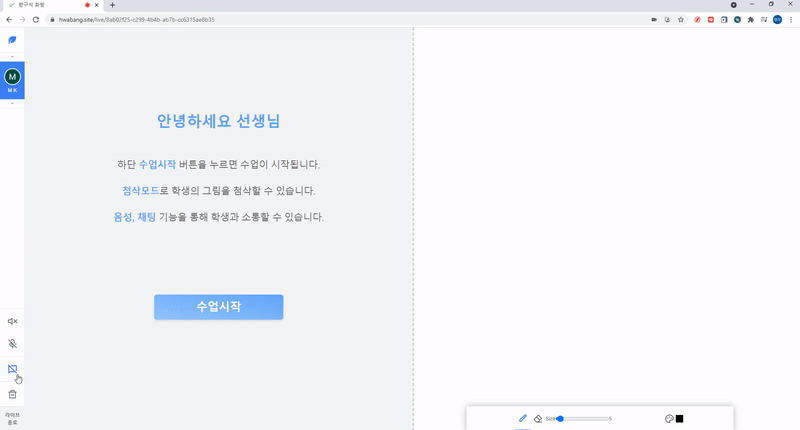 방구석 화방
hwabang.site/live/8ab02f25-c299-4b4b-ab7b-cc6315ae8b35
M
M K
안녕하세요 선생님
하단 수업시작 버튼을 누르면 수업이 시작됩니다.
첨삭모드로 학생의 그림을 첨삭할 수 있습니다.
음성, 채팅 기능을 통해 학생과 소통할 수 있습니다.
수업시작
라이브
종료
Size
5